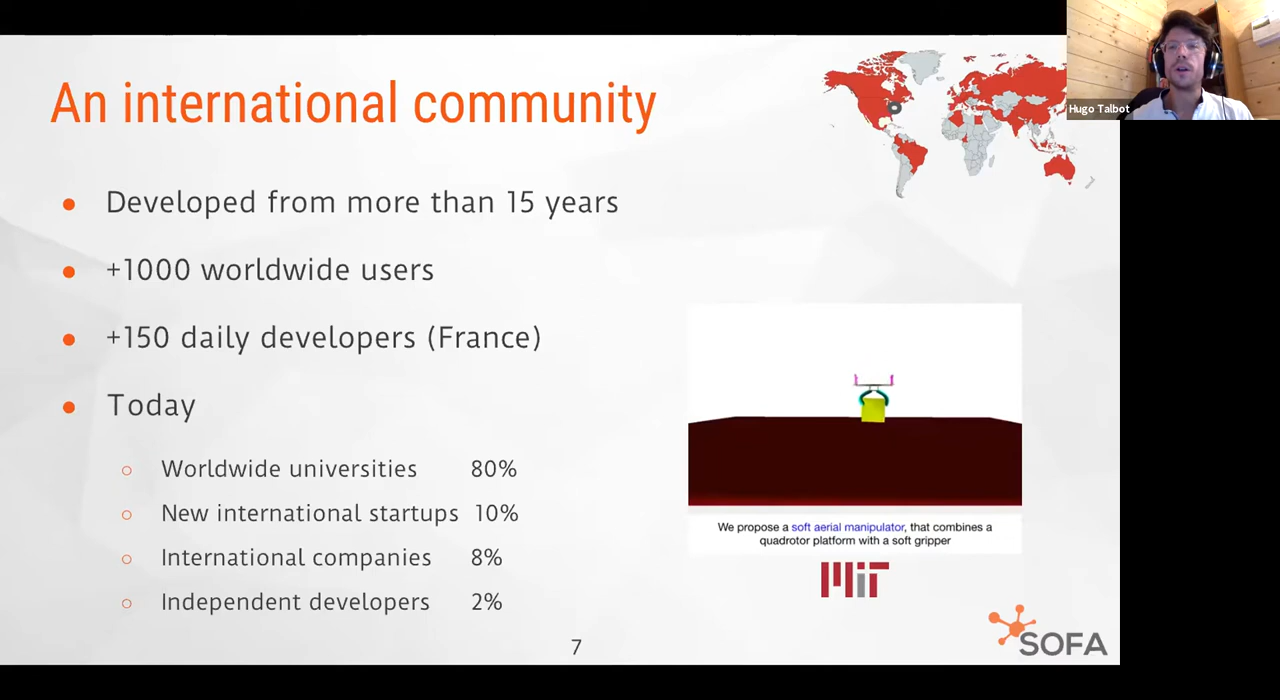 An international community
Hugo Talbot
Developed from more than 15 years
+1000 worldwide users
+150 daily developers (France)
Today
Worldwide universities 80%
New international startups 10%
International companies 8%
Independent developers 2%
We propose a soft aerial manipulator, that combines a
quadrotor platform with a soft gripper
MIT
7
SOFA